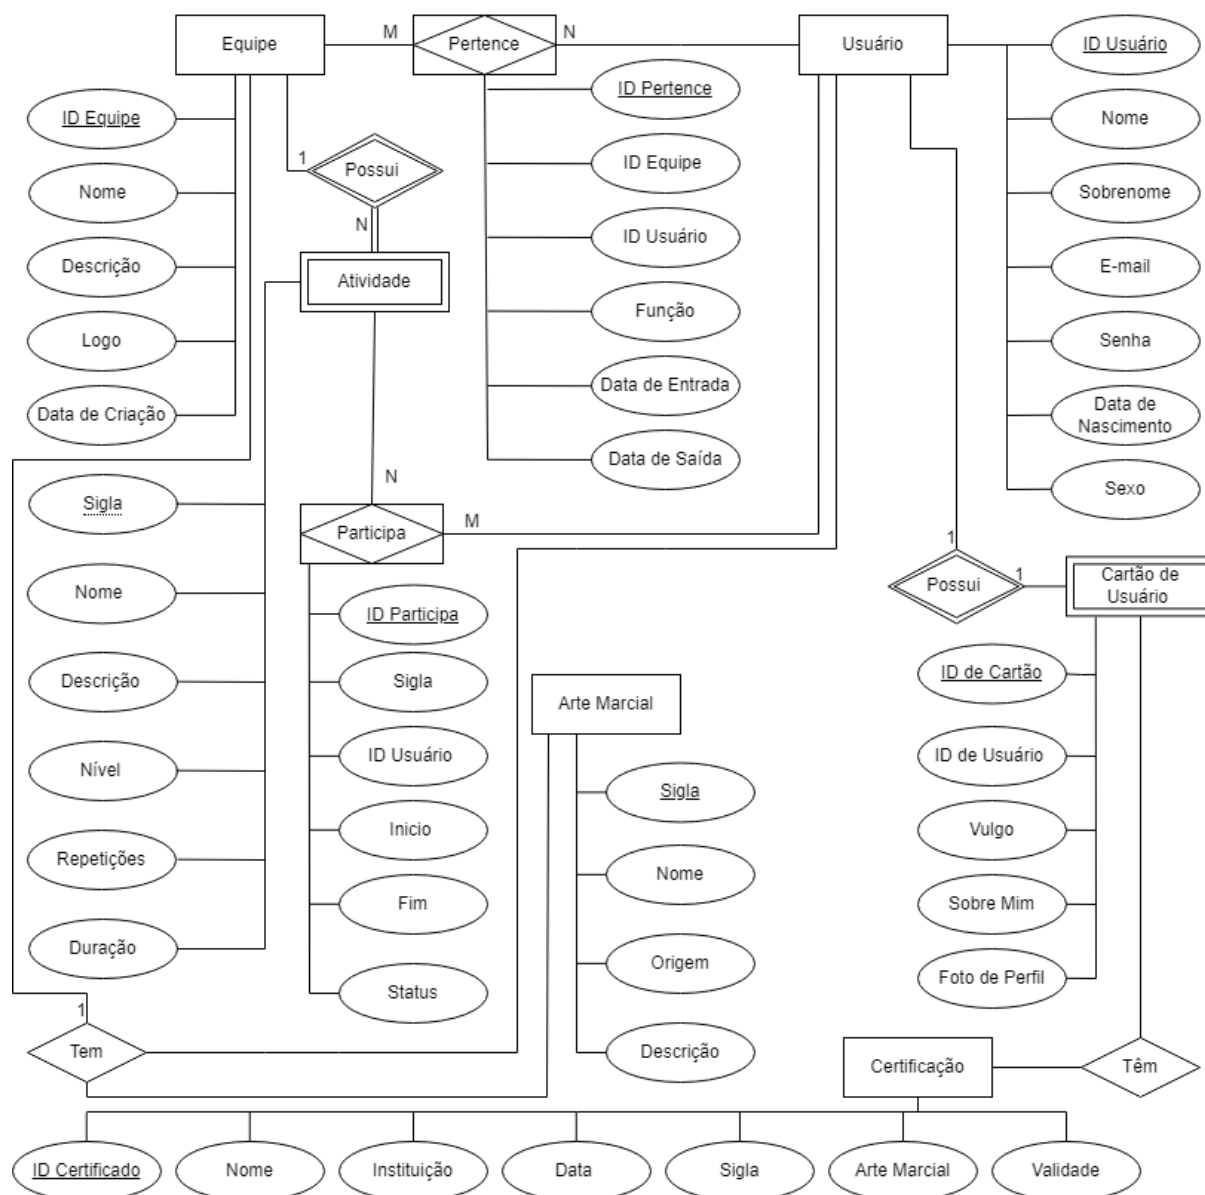 Equipe
M
Pertence
N
Usuário
ID Usuário
ID Equipe
ID Pertence
Nome
1
Possui
ID Equipe
Nome
Sobrenome
N
ID Usuário
Descrição
Atividade
E-mail
Função
Logo
Senha
Data de Entrada
Data de Criação
Data de
Nascimento
Data de Saída
N
Sigla
Sexo
M
Participa
1
Possui
1
Cartão de
Usuário
Nome
ID Participa
ID de Cartão
Descrição
Sigla
Arte Marcial
ID Usuário
ID de Usuário
Nível
Sigla
Inicio
Vulgo
Repetições
Nome
Fim
Sobre Mim
Duração
Origem
Foto de Perfil
Status
1
Tem
Descrição
Certificação
Têm
ID Certificado
Nome
Instituição
Data
Sigla
Arte Marcial
Validade